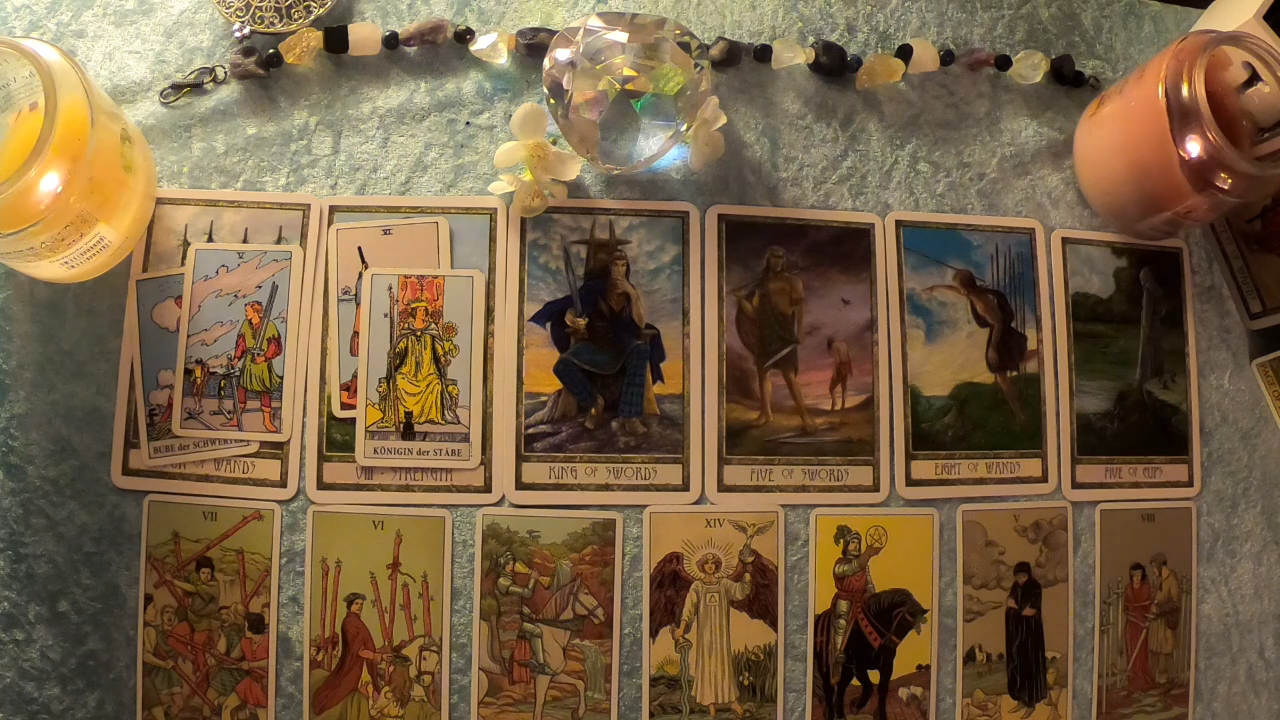 V
VI
BUBE der SCHWERTER
KÖNIGIN der STÄBE
OF WANDS
VIII · STRENGTH
KING OF SWORDS
FIVE OF SWORDS
EIGHT OF WANDS
FIVE OF CUPS
VII
VI
XIV
V
VIII